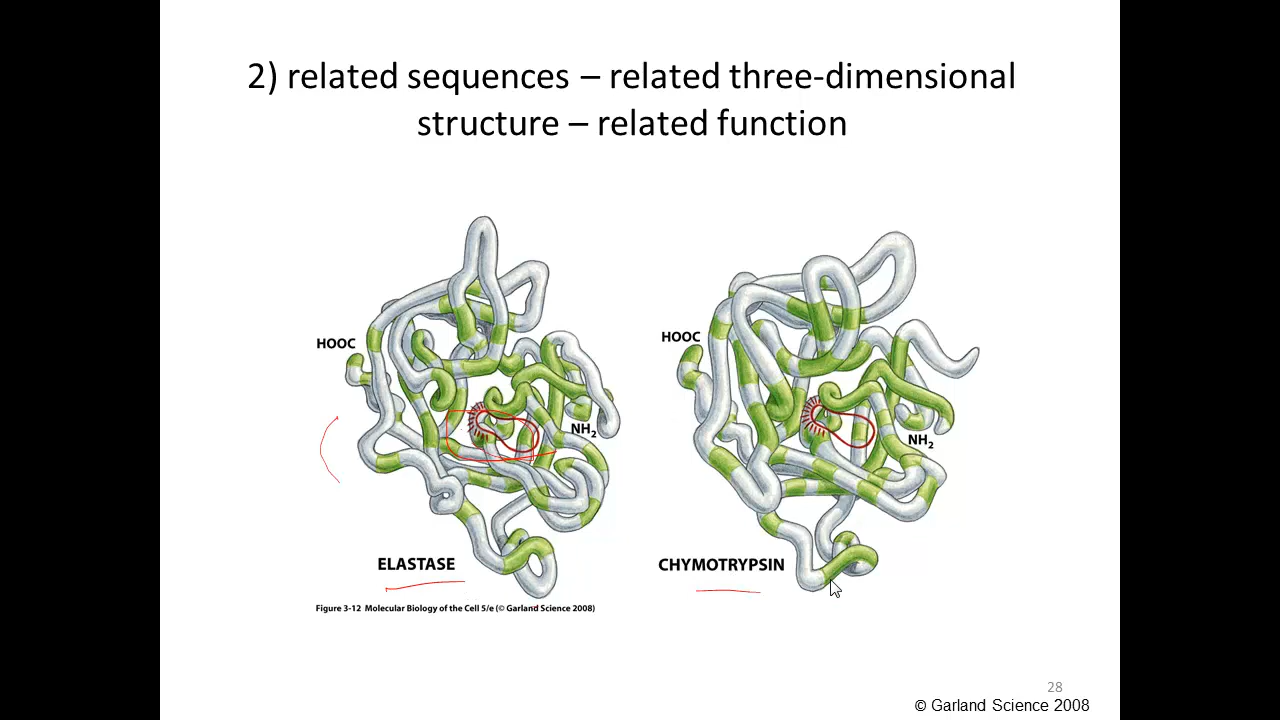 2) related sequences – related three-dimensional
structure – related function
HOOC
NH2
ELASTASE
HOOC
NH2
CHYMOTRYPSIN
Figure 3-12 Molecular Biology of the Cell 5/e (© Garland Science 2008)
28
© Garland Science 2008